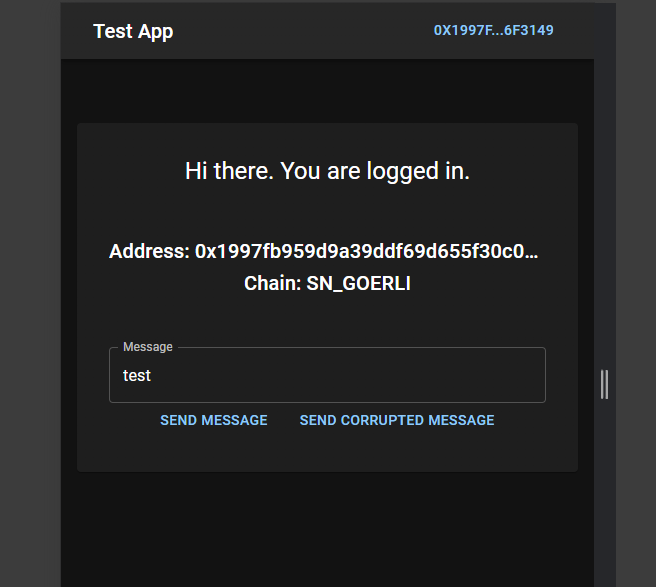 Test App
0X1997F...6F3149
Hi there. You are logged in.
Address: 0x1997fb959d9a39ddf69d655f30c0...
Chain: SN_GOERLI
Message
test
SEND MESSAGE
SEND CORRUPTED MESSAGE